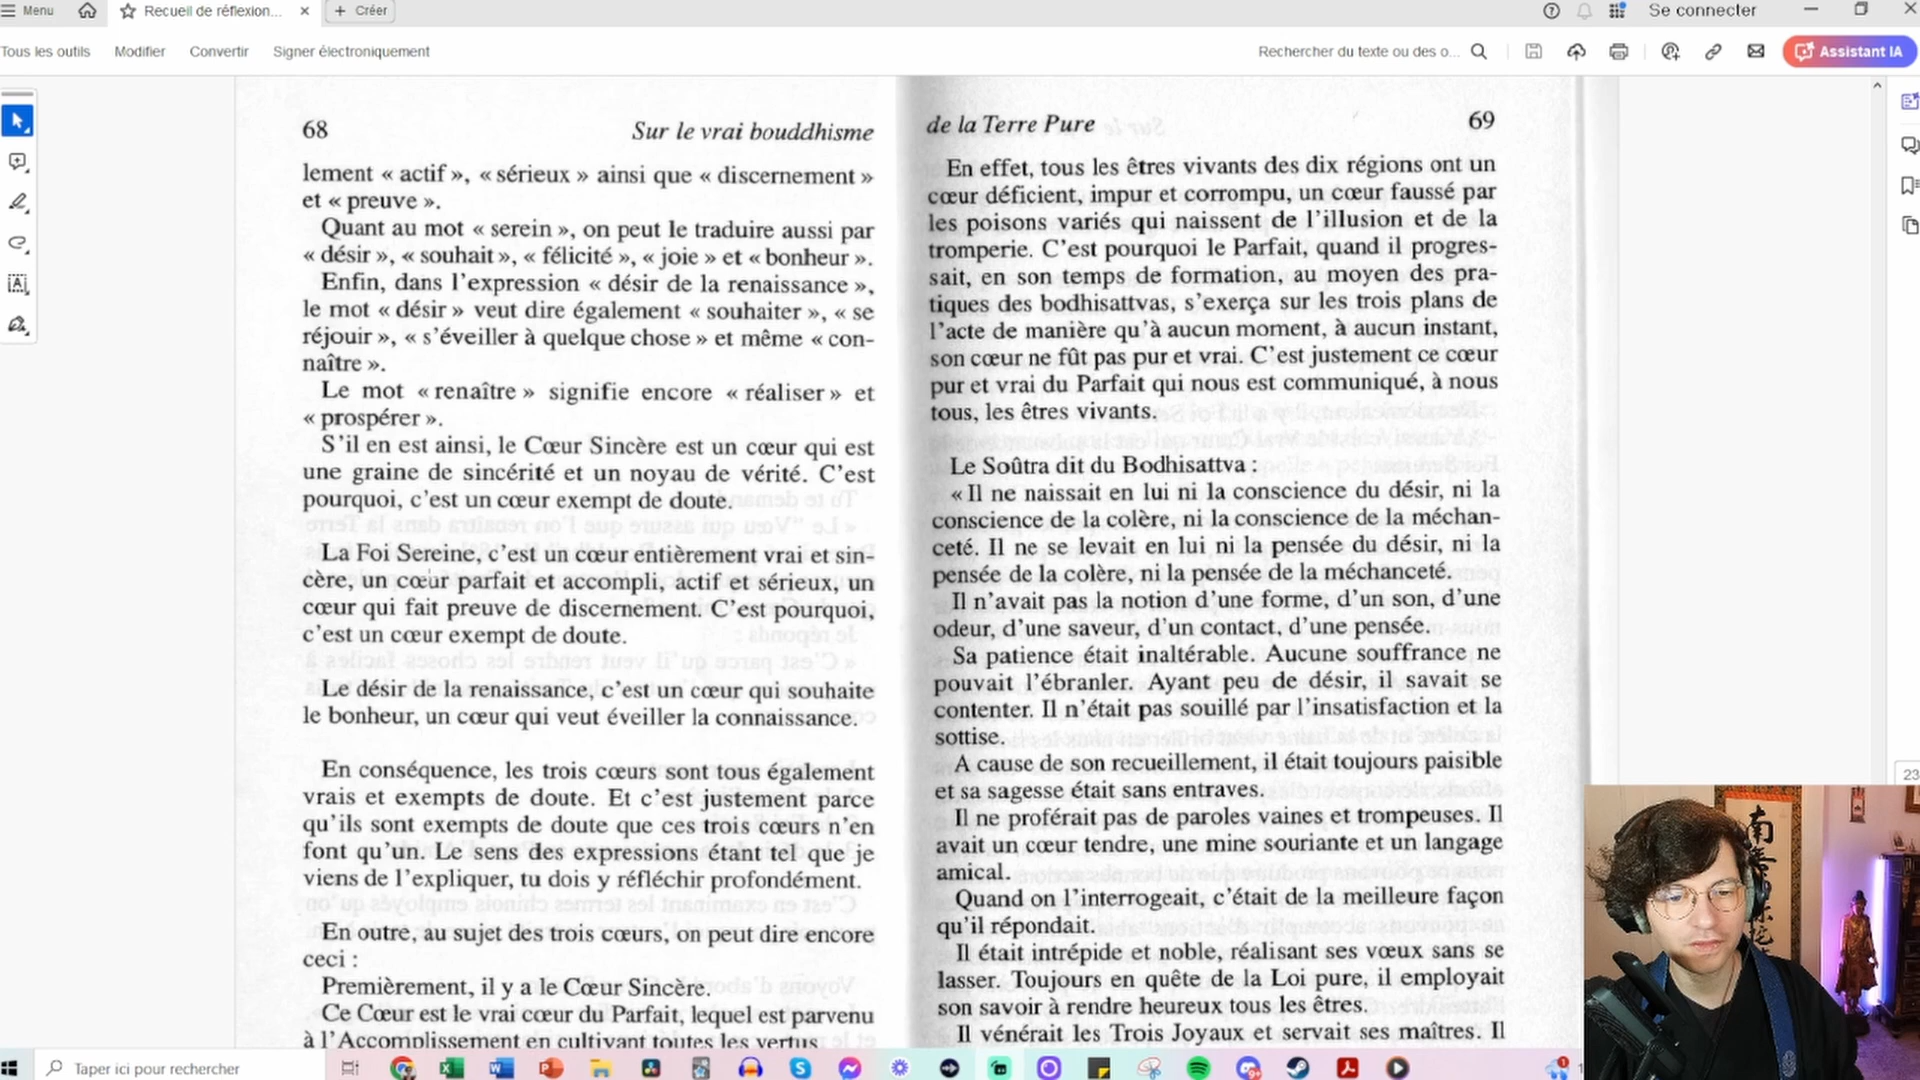 Menu
Recueil de réflexion...
Créer
Se connecter
Tous les outils
Modifier
Convertir
Signer électroniquement
Rechercher du texte ou des o...
Assistant IA
68
Sur le vrai bouddhisme
lement « actif », « sérieux » ainsi que « discernement »
et « preuve ».
Quant au mot « serein », on peut le traduire aussi par
« désir », « souhait », « félicité », « joie » et « bonheur ».
Enfin, dans l'expression « désir de la renaissance »,
le mot « désir » veut dire également « souhaiter », « se
réjouir », « s'éveiller à quelque chose » et même « con-
naître ».
Le mot « renaître » signifie encore « réaliser » et
« prospérer ».
S'il en est ainsi, le Cœur Sincère est un cœur qui est
une graine de sincérité et un noyau de vérité. C'est
pourquoi, c'est un cœur exempt de doute.
La Foi Sereine, c'est un cœur entièrement vrai et sin-
cère, un cœur parfait et accompli, actif et sérieux, un
cœur qui fait preuve de discernement. C'est pourquoi,
c'est un cœur exempt de doute.
Le désir de la renaissance, c'est un cœur qui souhaite
le bonheur, un cœur qui veut éveiller la connaissance.
En conséquence, les trois cœurs sont tous également
vrais et exempts de doute. Et c'est justement parce
qu'ils sont exempts de doute que ces trois cœurs n'en
font qu'un. Le sens des expressions étant tel que je
viens de l'expliquer, tu dois y réfléchir profondément.
En outre, au sujet des trois cœurs, on peut dire encore
ceci :
Premièrement, il y a le Cœur Sincère.
Ce Cœur est le vrai cœur du Parfait, lequel est parvenu
à l'Accomplissement en cultivant toutes les vertus
de la Terre Pure
69
En effet, tous les êtres vivants des dix régions ont un
cœur déficient, impur et corrompu, un cœur faussé par
les poisons variés qui naissent de l'illusion et de la
tromperie. C'est pourquoi le Parfait, quand il progres-
sait, en son temps de formation, au moyen des pra-
tiques des bodhisattvas, s'exerça sur les trois plans de
l'acte de manière qu'à aucun moment, à aucun instant,
son cœur ne fût pas pur et vrai. C'est justement ce cœur
pur et vrai du Parfait qui nous est communiqué, à nous
tous, les êtres vivants.
Le Soûtra dit du Bodhisattva :
« Il ne naissait en lui ni la conscience du désir, ni la
conscience de la colère, ni la conscience de la méchan-
ceté. Il ne se levait en lui ni la pensée du désir, ni la
pensée de la colère, ni la pensée de la méchanceté.
Il n'avait pas la notion d'une forme, d'un son, d'une
odeur, d'une saveur, d'un contact, d'une pensée.
Sa patience était inaltérable. Aucune souffrance ne
pouvait l'ébranler. Ayant peu de désir, il savait se
contenter. Il n'était pas souillé par l'insatisfaction et la
sottise.
A cause de son recueillement, il était toujours paisible
et sa sagesse était sans entraves.
Il ne proférait pas de paroles vaines et trompeuses. Il
avait un cœur tendre, une mine souriante et un langage
amical.
Quand on l'interrogeait, c'était de la meilleure façon
qu'il répondait.
Il était intrépide et noble, réalisant ses vœux sans se
lasser. Toujours en quête de la Loi pure, il employait
son savoir à rendre heureux tous les êtres.
Il vénérait les Trois Joyaux et servait ses maîtres. Il
23
南
無
陀
Taper ici pour rechercher